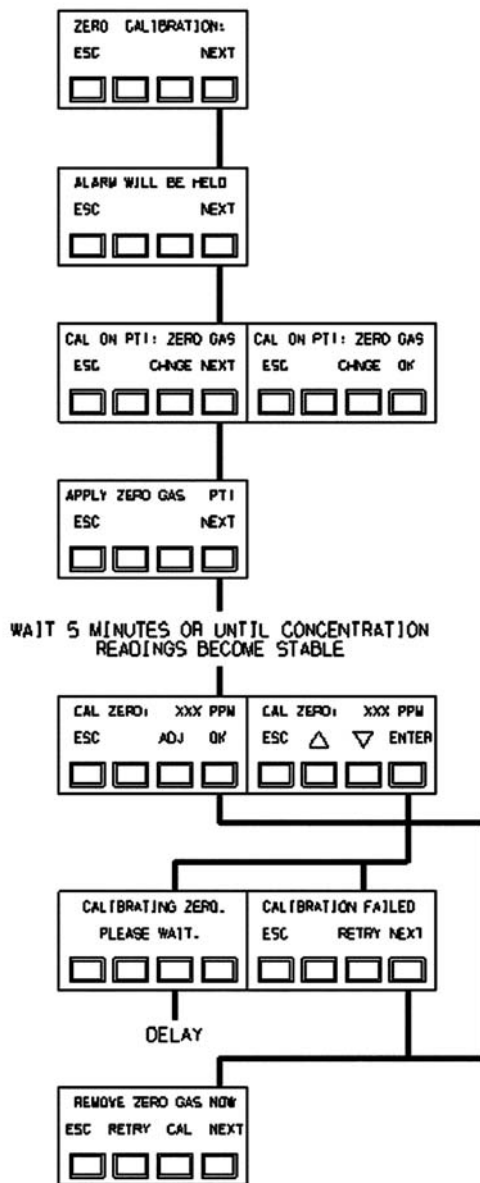 ZERO CALIBRATION:
ESC NEXT
ALARM WILL BE HELD
ESC NEXT
CAL ON PT1: ZERO GAS
ESC CHNGE NEXT
CAL ON PT1: ZERO GAS
ESC CHNGE OK
APPLY ZERO GAS PT1
ESC NEXT
WAIT 5 MINUTES OR UNTIL CONCENTRATION
READINGS BECOME STABLE
CAL ZERO: XXX PPM
ESC ADJ OK
CAL ZERO: XXX PPM
ESC △ ▽ ENTER
CALIBRATING ZERO.
PLEASE WAIT.
CALIBRATION FAILED
ESC RETRY NEXT
DELAY
REMOVE ZERO GAS NOW
ESC RETRY CAL NEXT